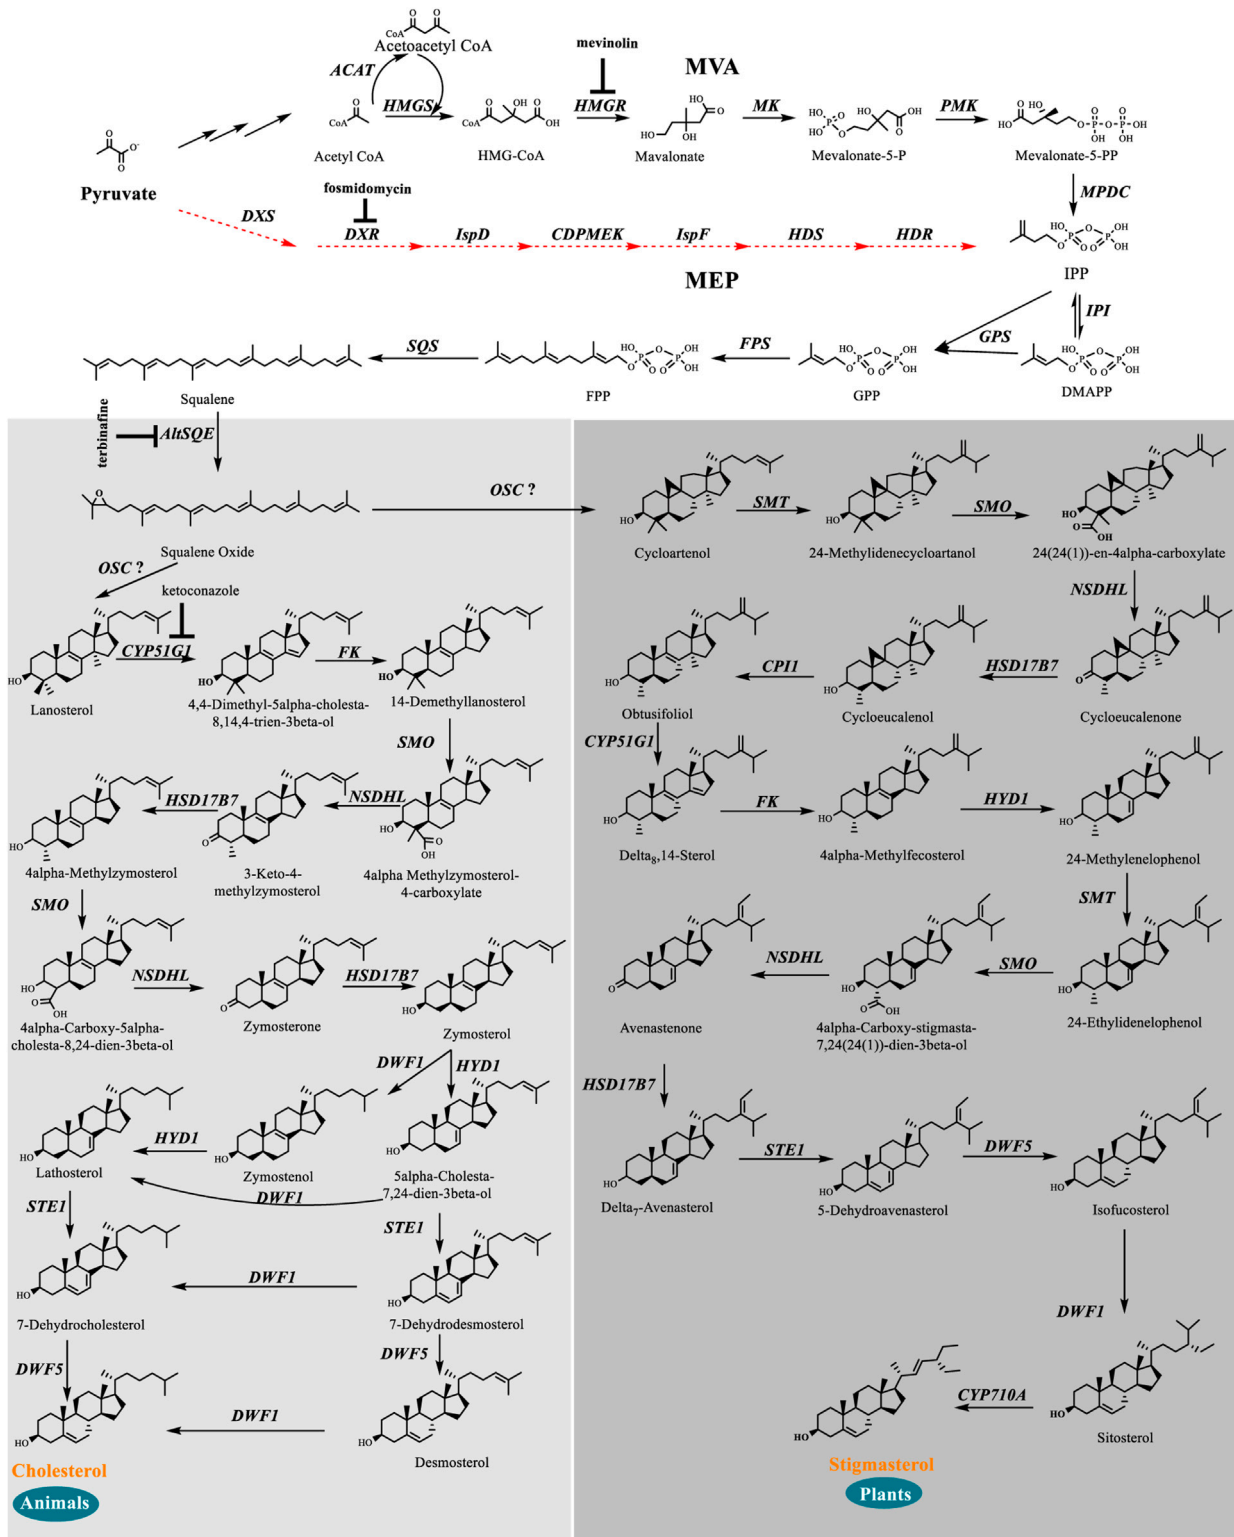 Acetoacetyl CoA
mevinolin
MVA
ACAT
HMGS
HMGR
MK
PMK
Acetyl CoA
HMG-CoA
Mavalonate
Mevalonate-5-P
Mevalonate-5-PP
Pyruvate
MPDC
fosmidomycin
DXS
DXR
IspD
CDPMEK
IspF
HDS
HDR
MEP
IPP
IPI
GPS
SQS
FPS
Squalene
FPP
GPP
DMAPP
terbinafine
AltSQE
OSC ?
SMT
SMO
Squalene Oxide
Cycloartenol
24-Methylidenecycloartanol
24(24(1))-en-4alpha-carboxylate
OSC ?
ketoconazole
NSDHL
CYP51G1
FK
CPI1
HSD17B7
Lanosterol
4,4-Dimethyl-5alpha-cholesta-
8,14,4-trien-3beta-ol
14-Demethyllanosterol
Obtusifoliol
Cycloeucalenol
Cycloeucalenone
SMO
CYP51G1
HSD17B7
NSDHL
FK
HYD1
4alpha-Methylzymosterol
3-Keto-4-
methylzymosterol
4alpha Methylzymosterol-
4-carboxylate
Delta8,14-Sterol
4alpha-Methylfecosterol
24-Methylenelophenol
SMO
SMT
NSDHL
HSD17B7
NSDHL
SMO
4alpha-Carboxy-5alpha-
cholesta-8,24-dien-3beta-ol
Zymosterone
Zymosterol
Avenastenone
4alpha-Carboxy-stigmasta-
7,24(24(1))-dien-3beta-ol
24-Ethylidenelophenol
DWF1
HYD1
HSD17B7
HYD1
STE1
DWF5
Lathosterol
Zymostenol
5alpha-Cholesta-
7,24-dien-3beta-ol
DWF1
Delta7-Avenasterol
5-Dehydroavenasterol
Isofucosterol
STE1
STE1
DWF1
7-Dehydrocholesterol
7-Dehydrodesmosterol
DWF1
DWF5
DWF5
DWF1
CYP710A
Desmosterol
Sitosterol
Cholesterol
Stigmasterol
Animals
Plants